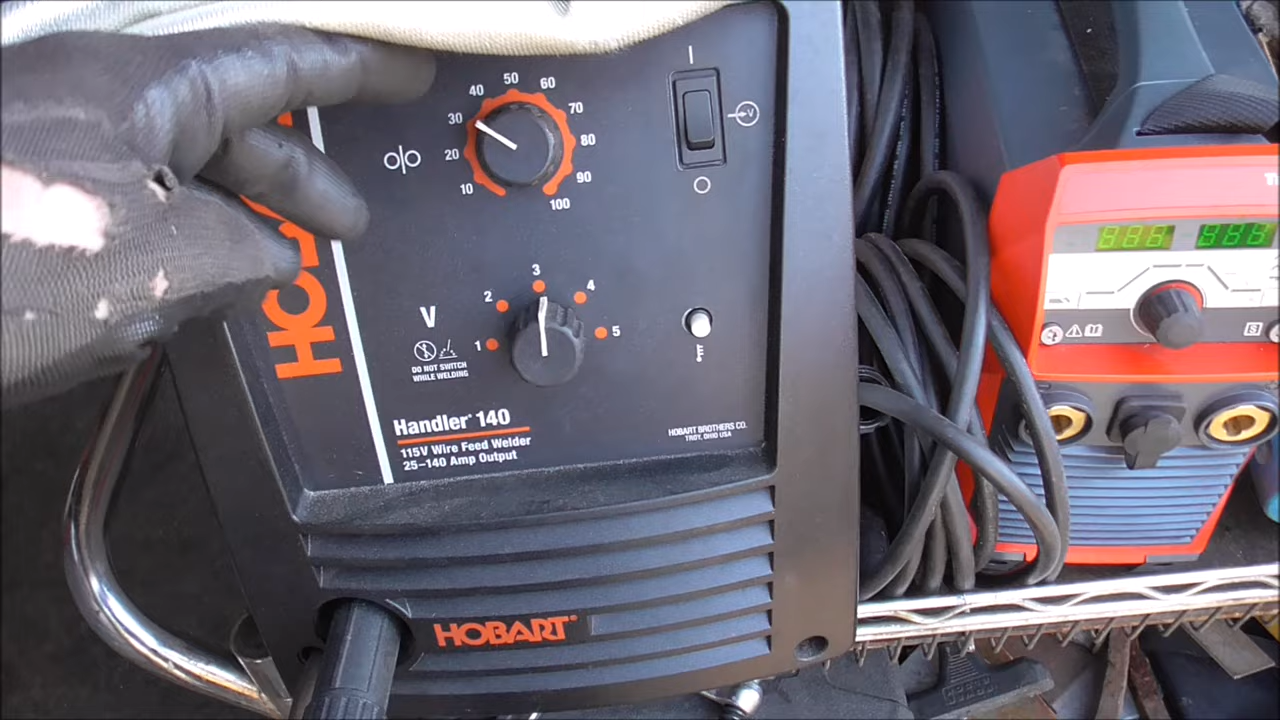 50
40
60
30
70
20
80
10
90
100
V
3
2
4
1
5
V
DO NOT SWITCH
WHILE WELDING
HOBART
Handler® 140
115V Wire Feed Welder
25–140 Amp Output
HOBART BROTHERS CO.
TROY, OHIO USA
HOBART®
888
888
S